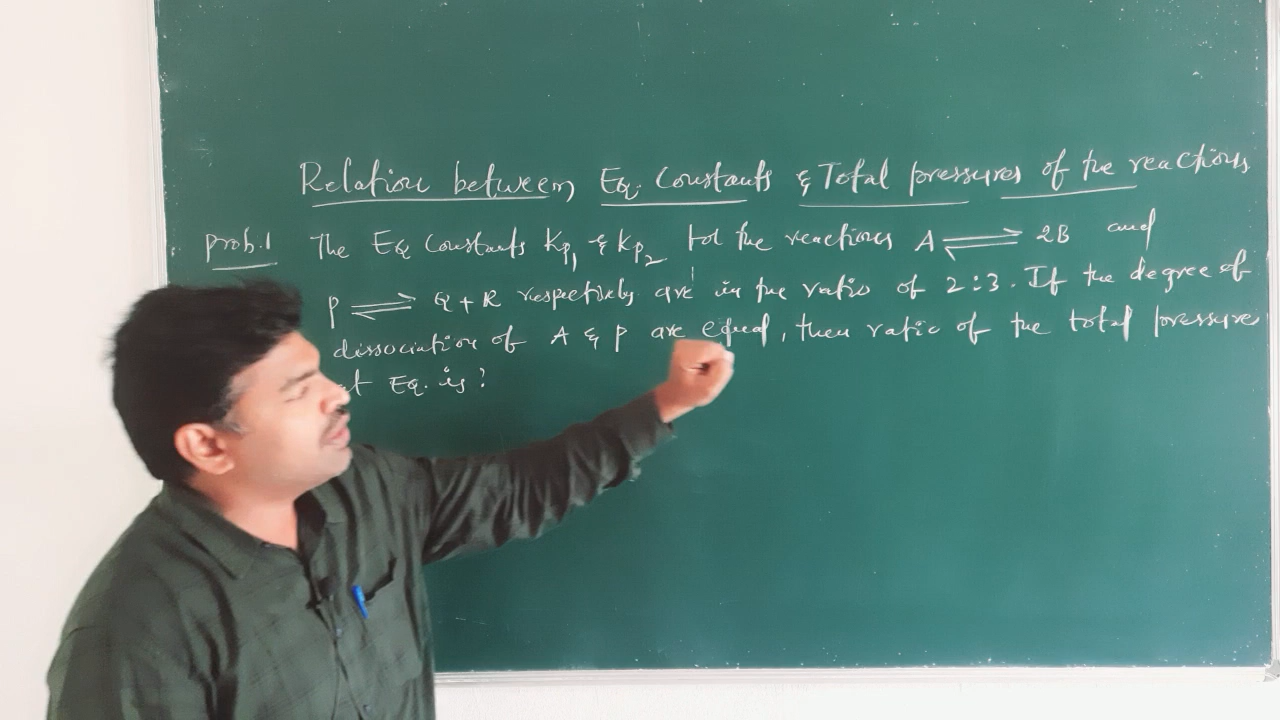 Relation between Eq. Constants & Total pressures of the reactions
prob.1 The Eq Constants Kp1 & Kp2 for the reactions A ⇌ 2B and
P ⇌ Q + R respectively are in the ratio of 2:3. If the degree of
dissociation of A & P are equal, then ratio of the total pressure
at Eq. is?